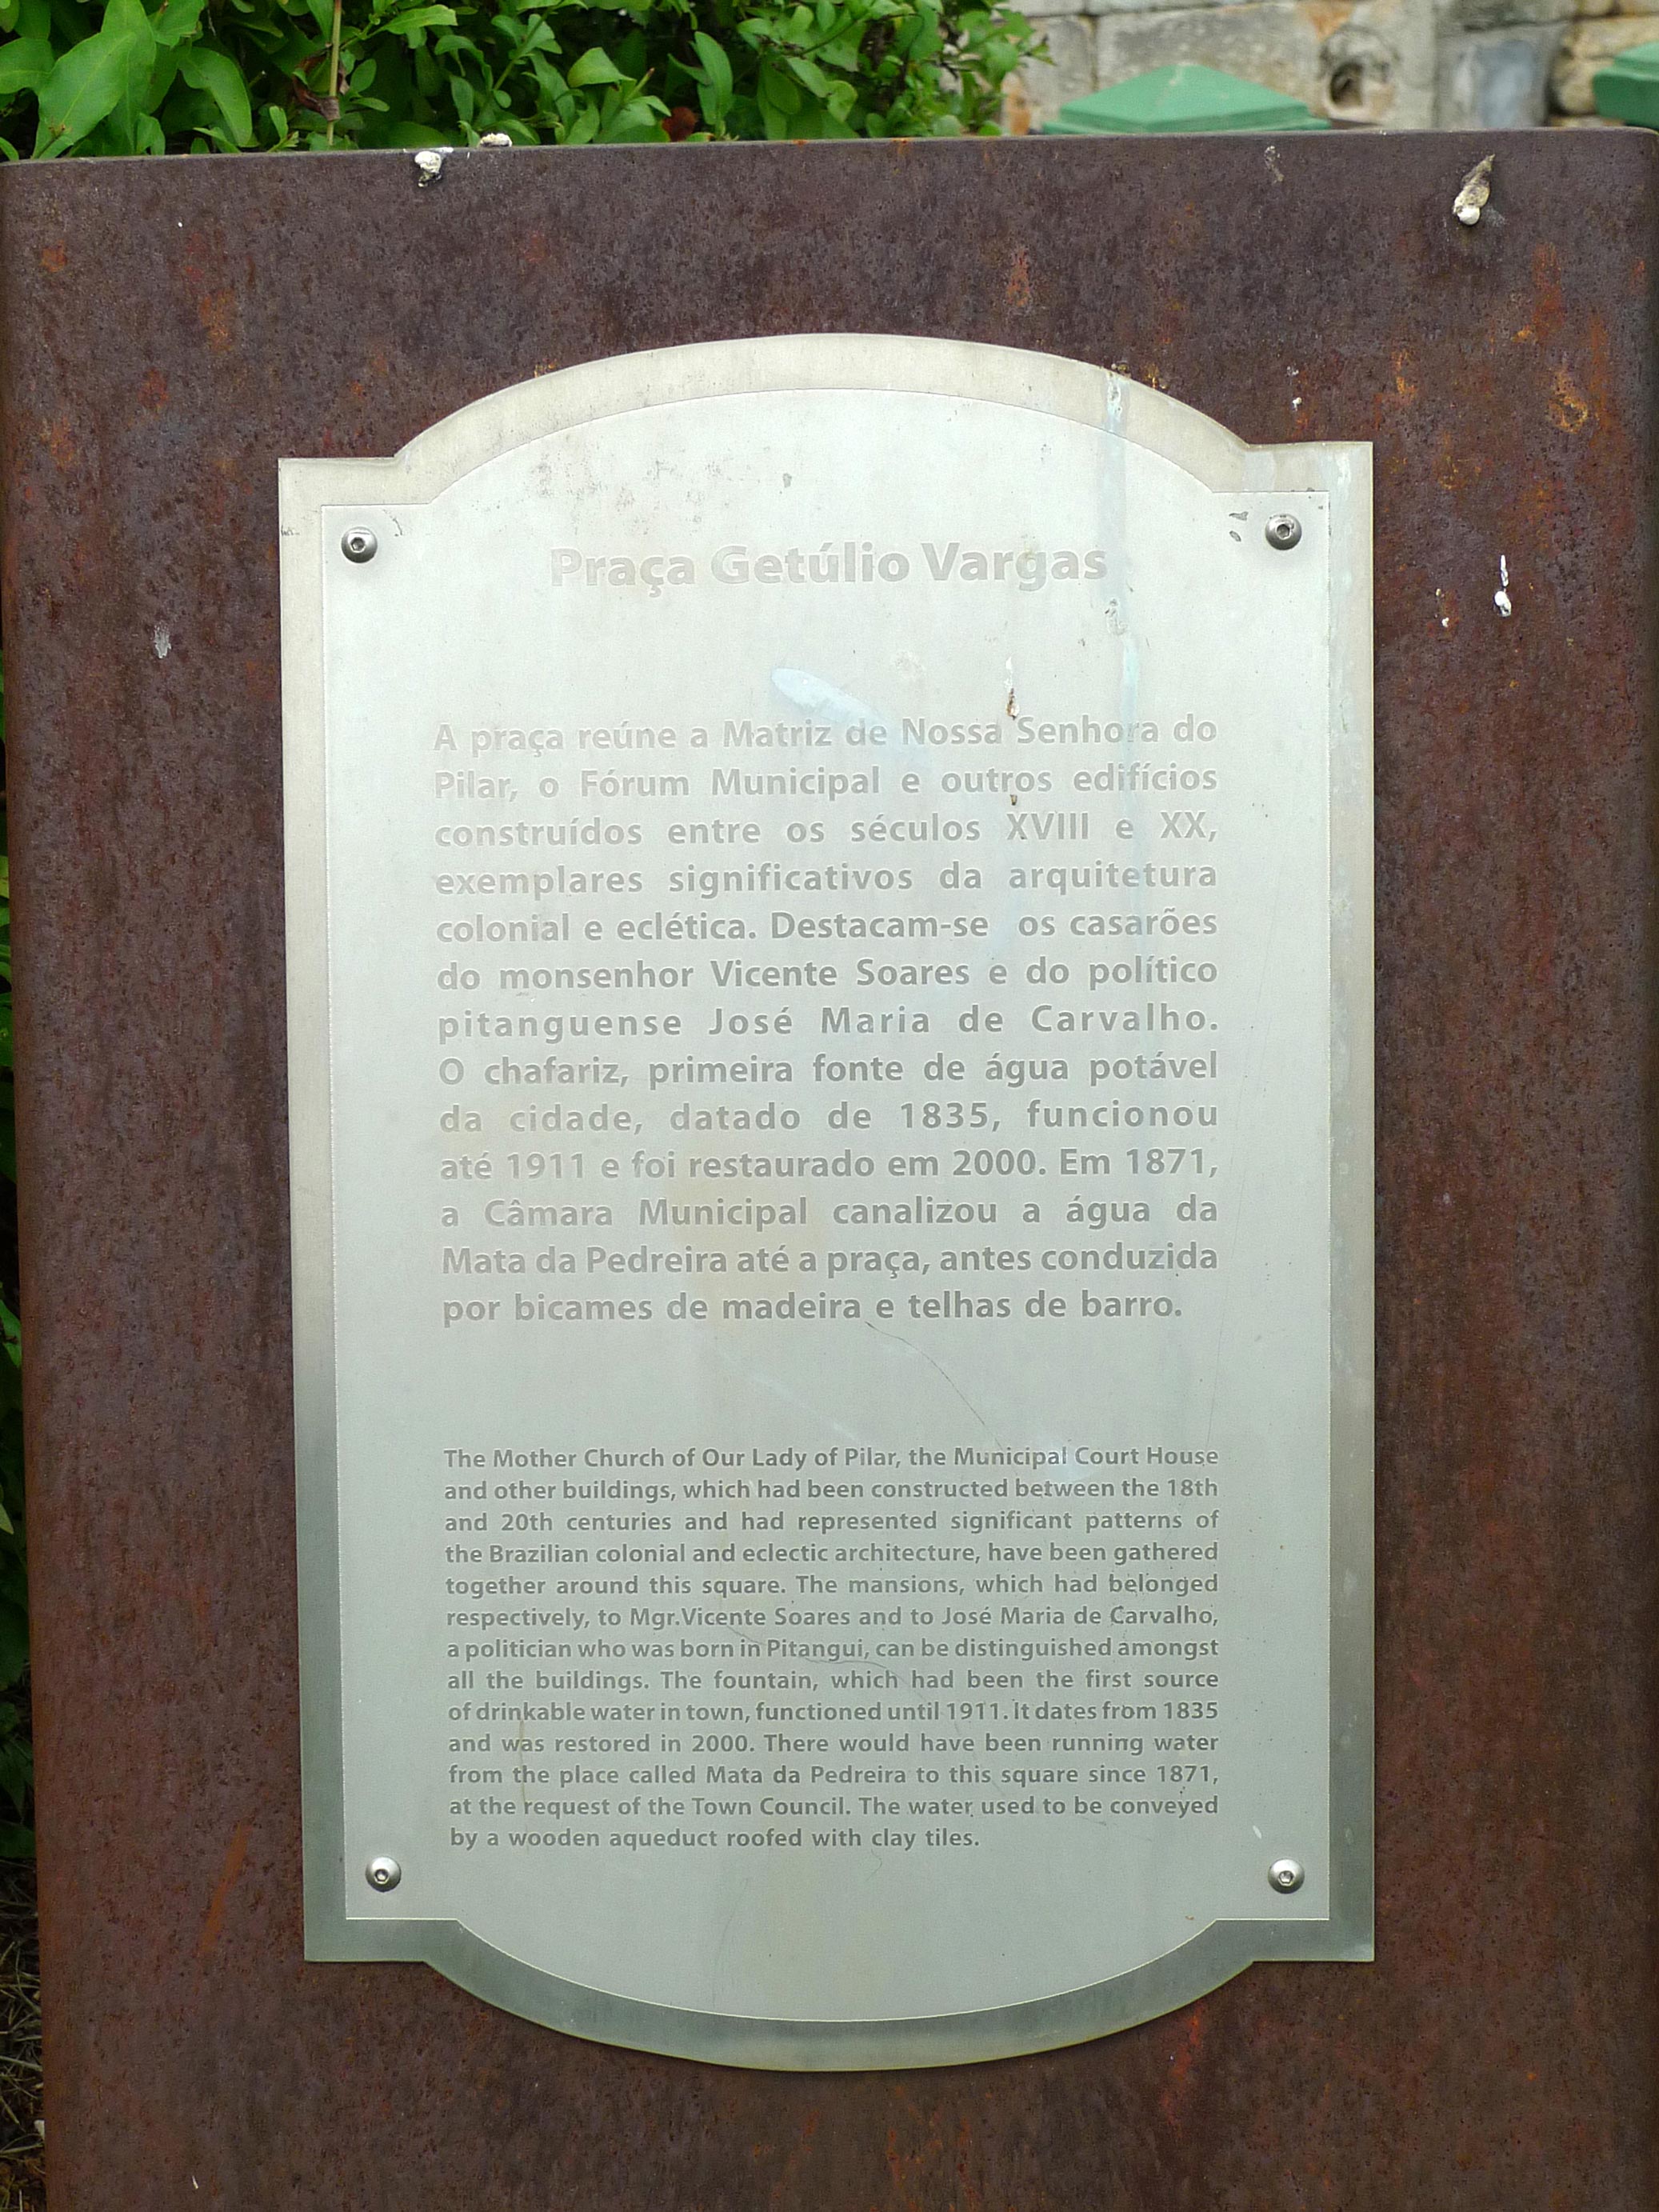 Praça Getúlio Vargas
A praça reúne a Matriz de Nossa Senhora do
Pilar, o Fórum Municipal e outros edifícios
construídos entre os séculos XVIII e XX,
exemplares significativos da arquitetura
colonial e eclética. Destacam-se os casarões
do monsenhor Vicente Soares e do político
pitanguense José Maria de Carvalho.
O chafariz, primeira fonte de água potável
da cidade, datado de 1835, funcionou
até 1911 e foi restaurado em 2000. Em 1871,
a Câmara Municipal canalizou a água da
Mata da Pedreira até a praça, antes conduzida
por bicames de madeira e telhas de barro.
The Mother Church of Our Lady of Pilar, the Municipal Court House
and other buildings, which had been constructed between the 18th
and 20th centuries and had represented significant patterns of
the Brazilian colonial and eclectic architecture, have been gathered
together around this square. The mansions, which had belonged
respectively, to Mgr.Vicente Soares and to José Maria de Carvalho,
a politician who was born in Pitangui, can be distinguished amongst
all the buildings. The fountain, which had been the first source
of drinkable water in town, functioned until 1911. It dates from 1835
and was restored in 2000. There would have been running water
from the place called Mata da Pedreira to this square since 1871,
at the request of the Town Council. The water used to be conveyed
by a wooden aqueduct roofed with clay tiles.